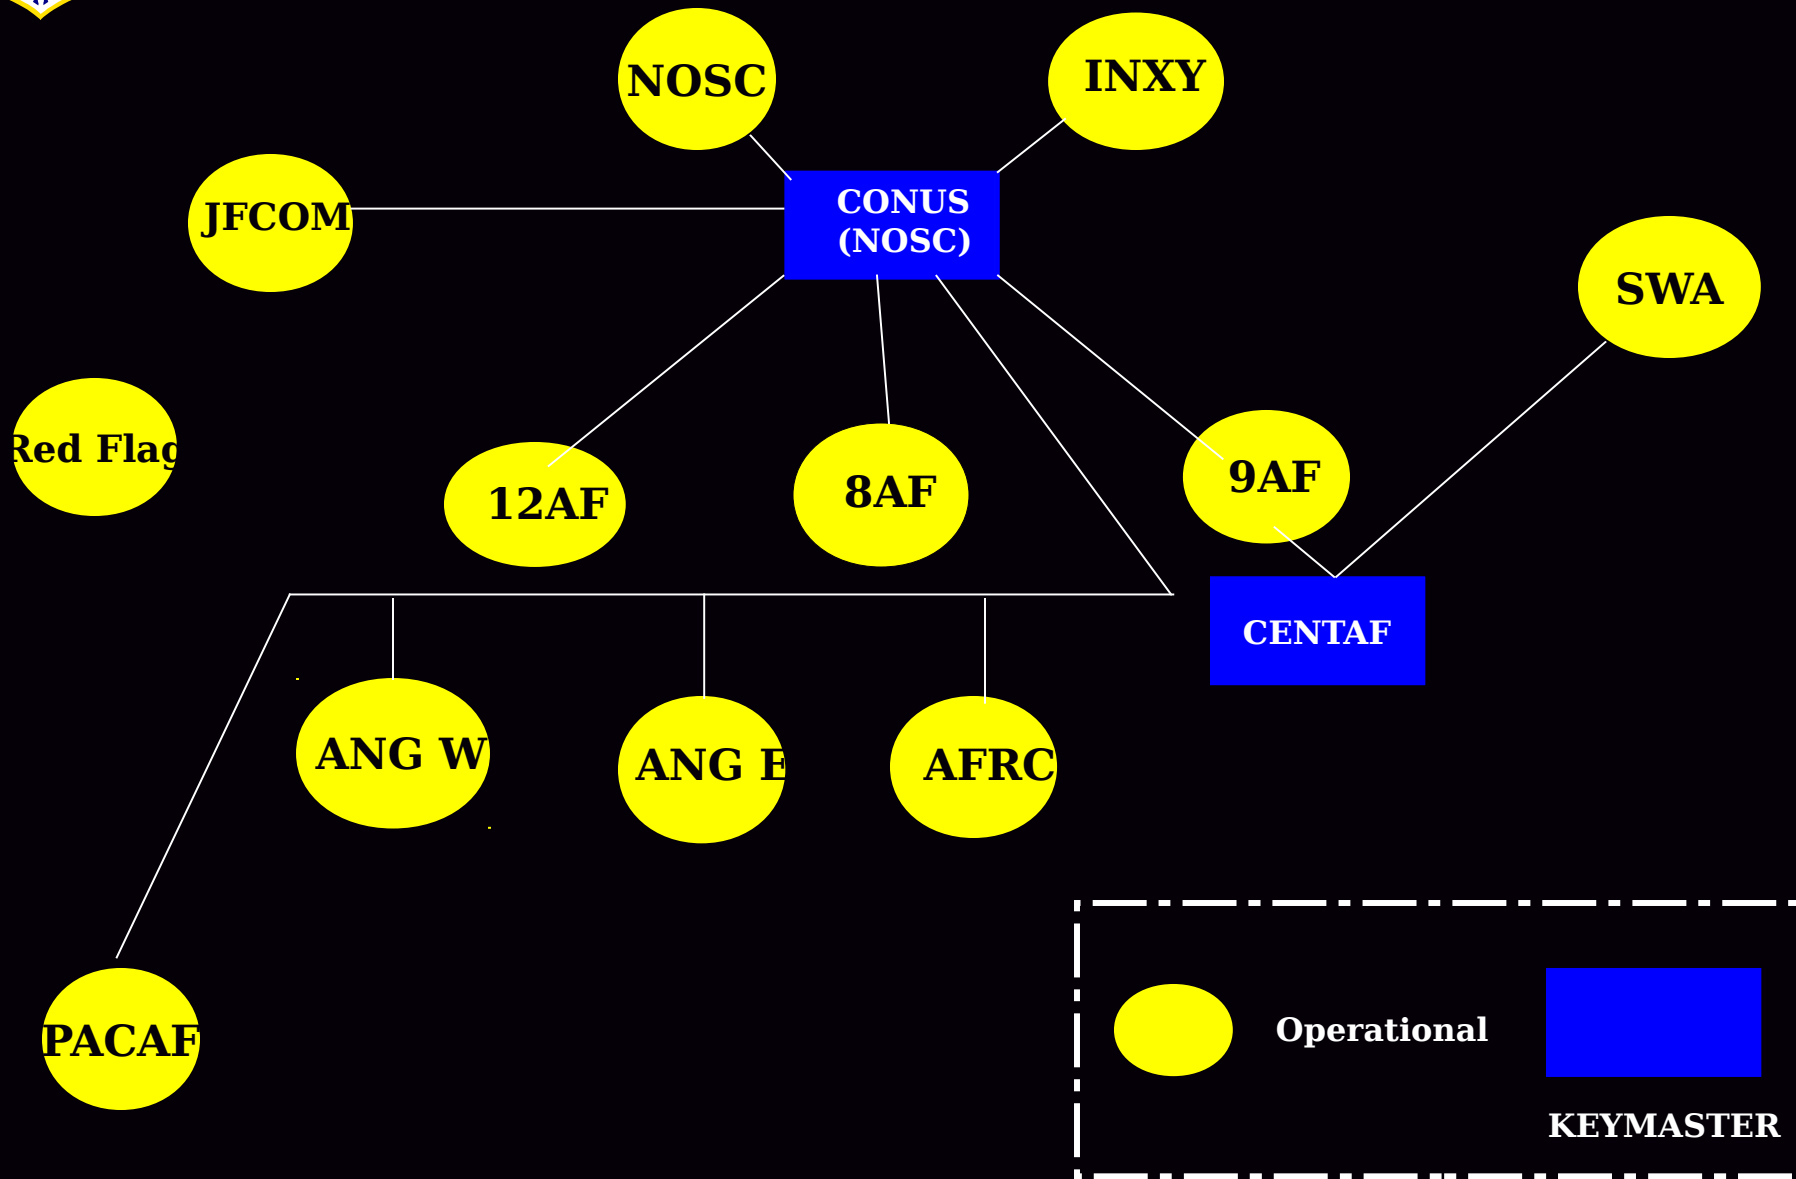 NOSC
INXY
JFCOM
CONUS
(NOSC)
SWA
Red Flag
12AF
8AF
9AF
CENTAF
ANG W
ANG E
AFRC
PACAF
Operational
KEYMASTER